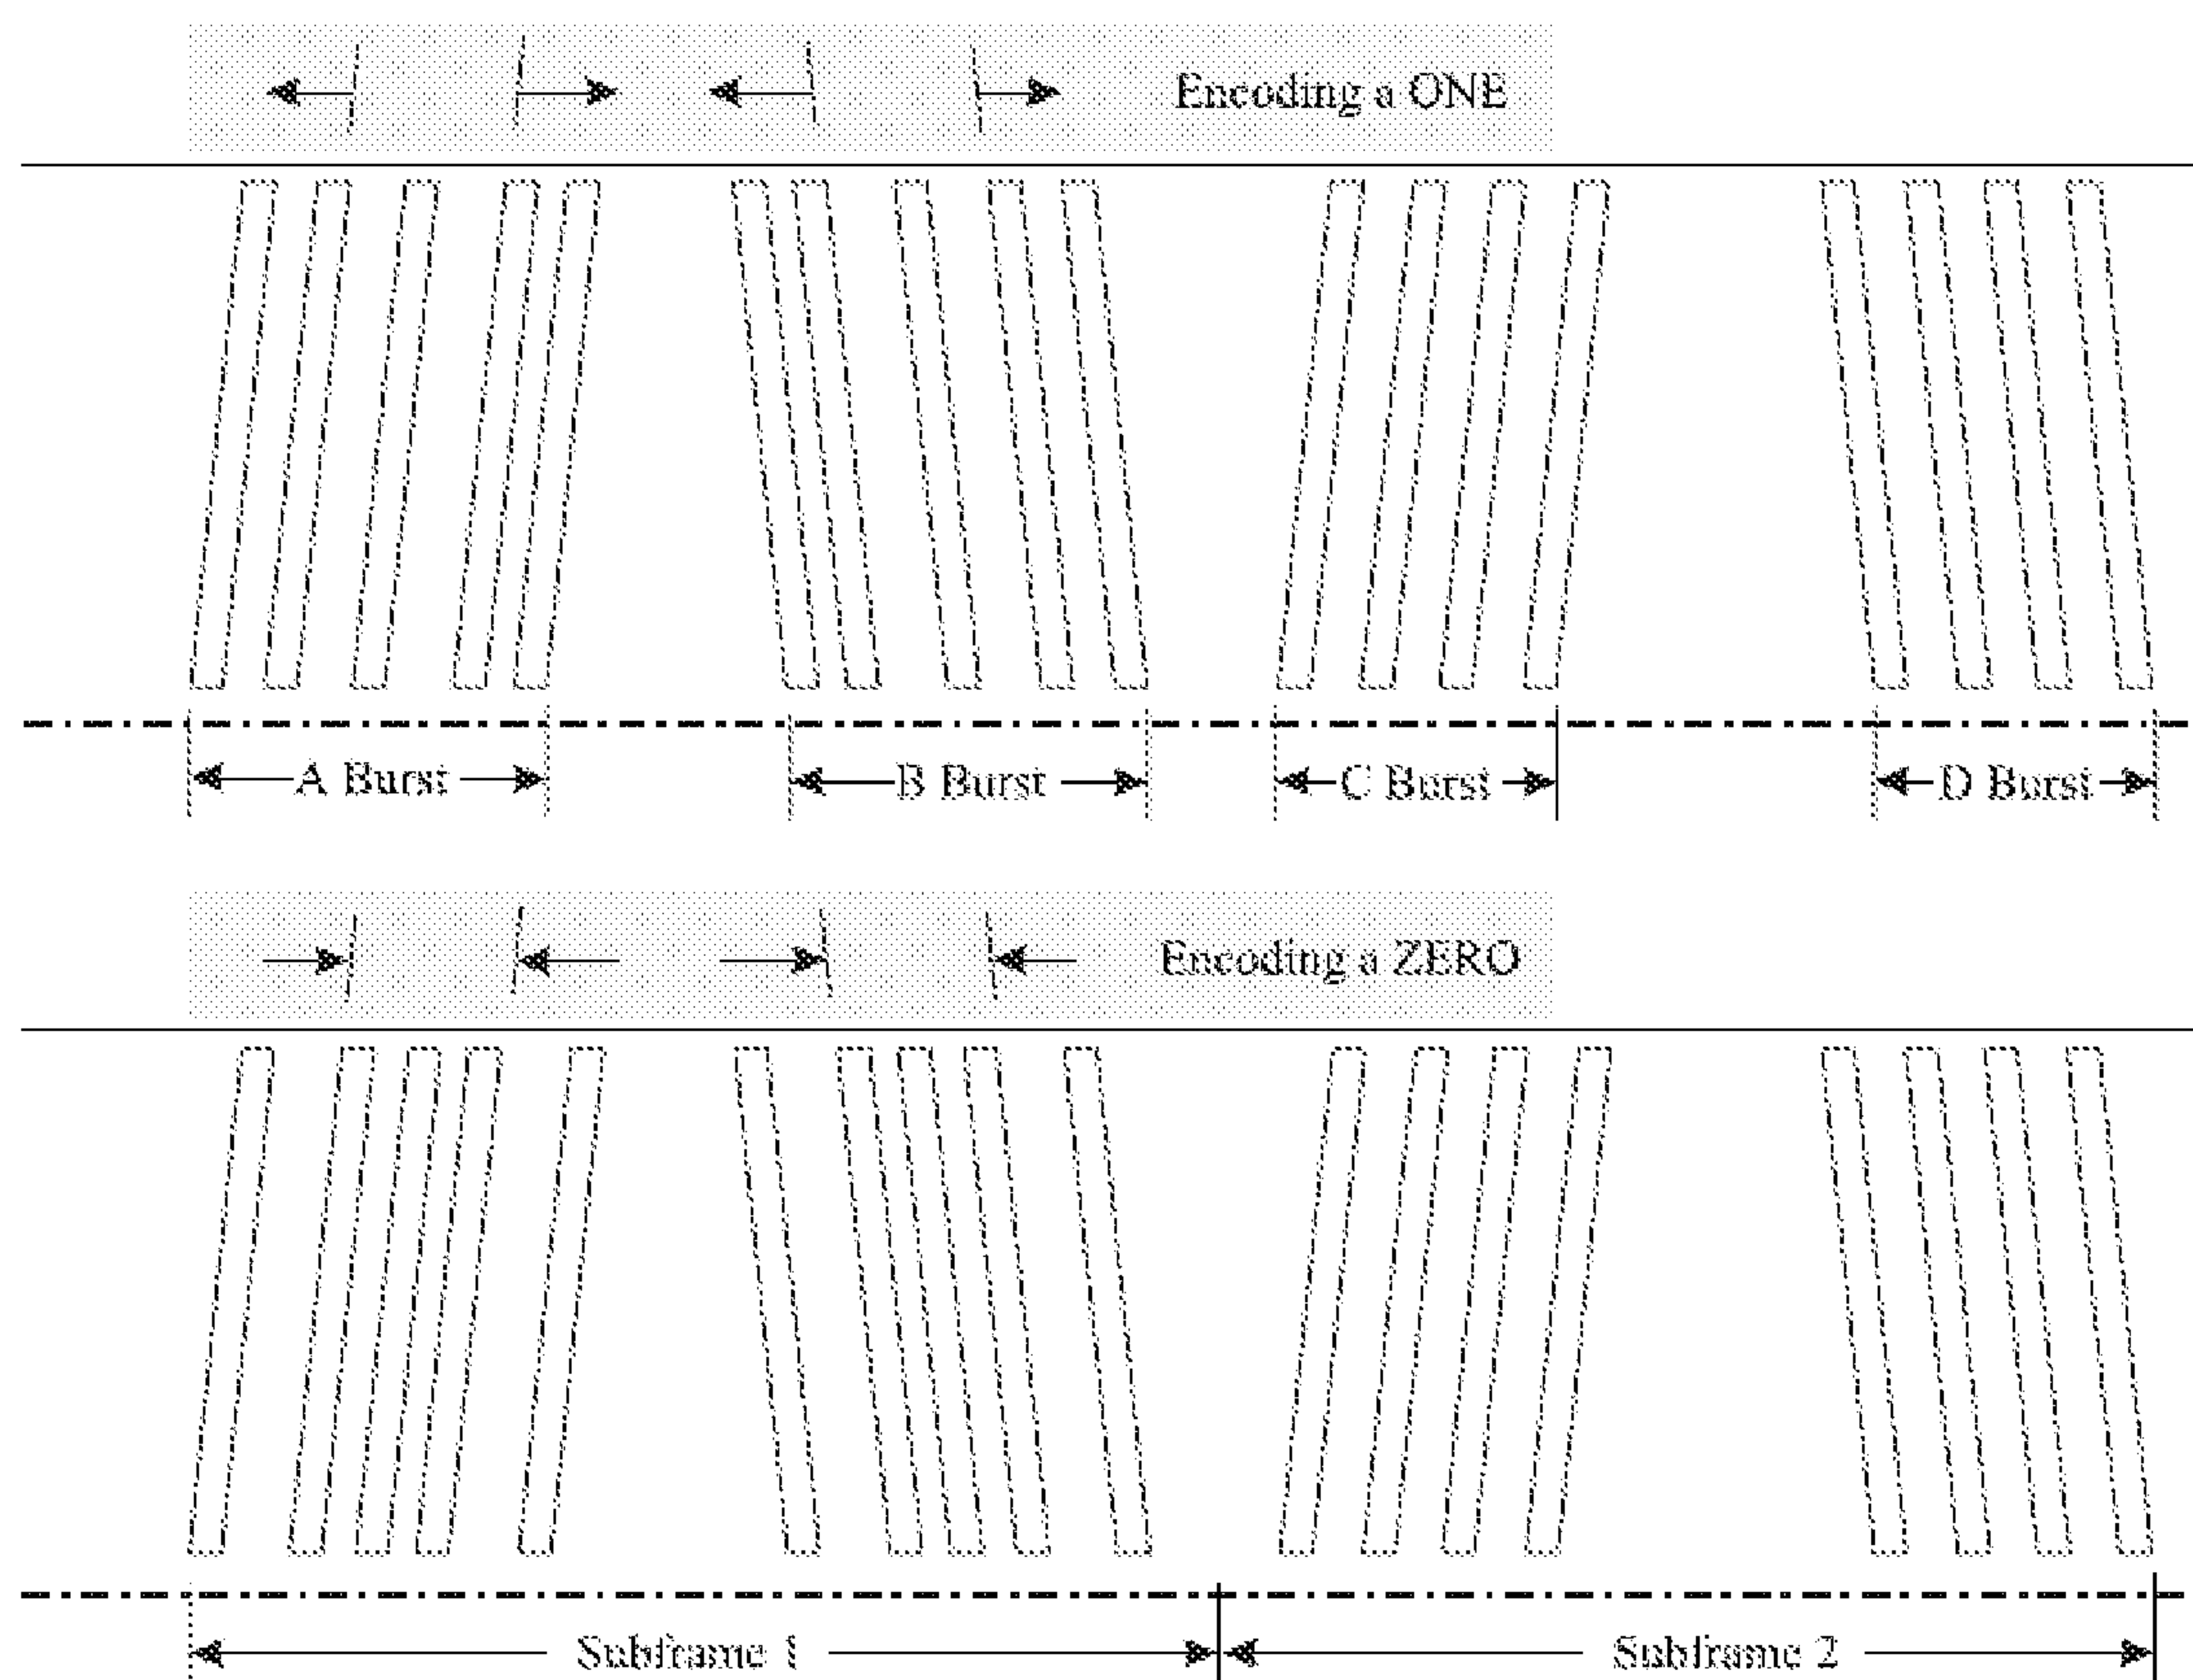 Encoding a ONE
A Burst
B Burst
C Burst
D Burst
Encoding a ZERO
Subframe 1
Subframe 2